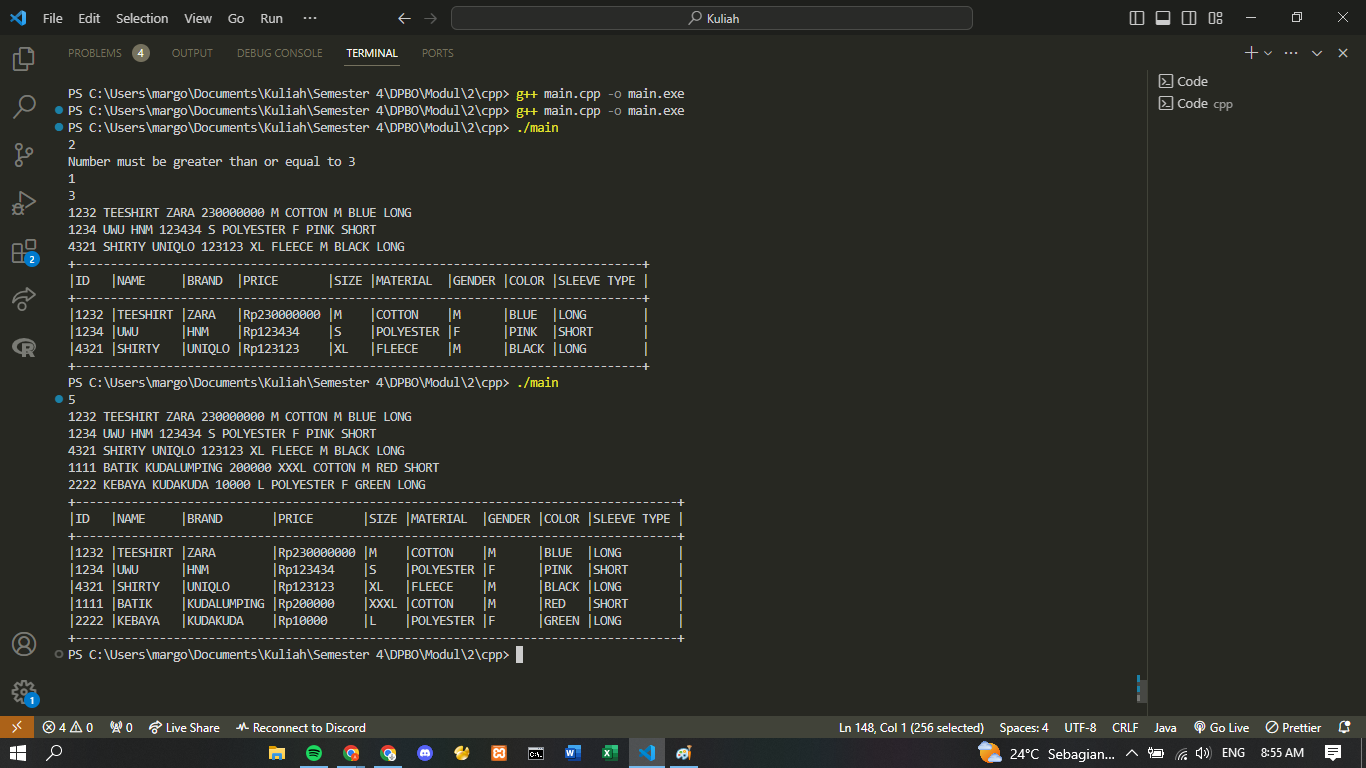 File Edit Selection View Go Run ··· Kuliah
PROBLEMS 4 OUTPUT DEBUG CONSOLE TERMINAL PORTS
Code
Code cpp
PS C:\Users\margo\Documents\Kuliah\Semester 4\DPBO\Modul\2\cpp> g++ main.cpp -o main.exe
PS C:\Users\margo\Documents\Kuliah\Semester 4\DPBO\Modul\2\cpp> g++ main.cpp -o main.exe
PS C:\Users\margo\Documents\Kuliah\Semester 4\DPBO\Modul\2\cpp> ./main
2
Number must be greater than or equal to 3
1
3
1232 TEESHIRT ZARA 230000000 M COTTON M BLUE LONG
1234 UWU HNM 123434 S POLYESTER F PINK SHORT
4321 SHIRTY UNIQLO 123123 XL FLEECE M BLACK LONG
+---------------------------------------------------------------------------------+
|ID   |NAME     |BRAND  |PRICE       |SIZE |MATERIAL  |GENDER |COLOR |SLEEVE TYPE |
+---------------------------------------------------------------------------------+
|1232 |TEESHIRT |ZARA   |Rp230000000 |M    |COTTON    |M      |BLUE  |LONG        |
|1234 |UWU      |HNM    |Rp123434    |S    |POLYESTER |F      |PINK  |SHORT       |
|4321 |SHIRTY   |UNIQLO |Rp123123    |XL   |FLEECE    |M      |BLACK |LONG        |
+---------------------------------------------------------------------------------+
PS C:\Users\margo\Documents\Kuliah\Semester 4\DPBO\Modul\2\cpp> ./main
5
1232 TEESHIRT ZARA 230000000 M COTTON M BLUE LONG
1234 UWU HNM 123434 S POLYESTER F PINK SHORT
4321 SHIRTY UNIQLO 123123 XL FLEECE M BLACK LONG
1111 BATIK KUDALUMPING 200000 XXXL COTTON M RED SHORT
2222 KEBAYA KUDAKUDA 10000 L POLYESTER F GREEN LONG
+--------------------------------------------------------------------------------------+
|ID   |NAME     |BRAND       |PRICE       |SIZE |MATERIAL  |GENDER |COLOR |SLEEVE TYPE |
+--------------------------------------------------------------------------------------+
|1232 |TEESHIRT |ZARA        |Rp230000000 |M    |COTTON    |M      |BLUE  |LONG        |
|1234 |UWU      |HNM         |Rp123434    |S    |POLYESTER |F      |PINK  |SHORT       |
|4321 |SHIRTY   |UNIQLO      |Rp123123    |XL   |FLEECE    |M      |BLACK |LONG        |
|1111 |BATIK    |KUDALUMPING |Rp200000    |XXXL |COTTON    |M      |RED   |SHORT       |
|2222 |KEBAYA   |KUDAKUDA    |Rp10000     |L    |POLYESTER |F      |GREEN |LONG        |
+--------------------------------------------------------------------------------------+
PS C:\Users\margo\Documents\Kuliah\Semester 4\DPBO\Modul\2\cpp>
2
R
1
4 0 0 Live Share Reconnect to Discord Ln 148, Col 1 (256 selected) Spaces: 4 UTF-8 CRLF Java Go Live Prettier
24°C Sebagian... ENG 8:55 AM